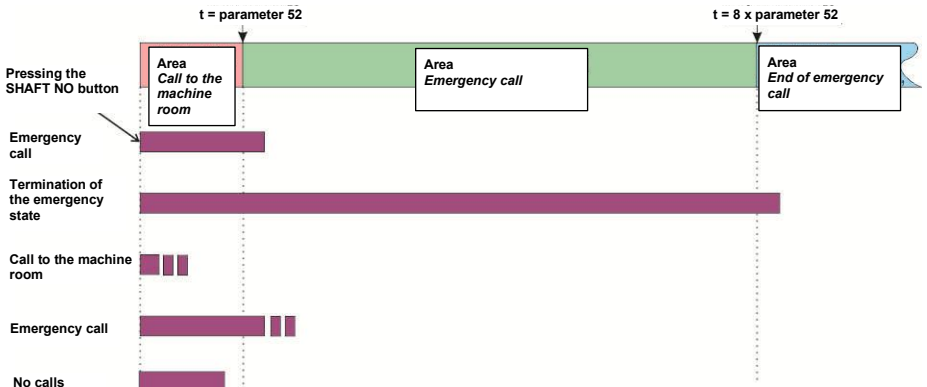 t = parameter 52
t = 8 x parameter 52
Pressing the
SHAFT NO button
Area
Call to the
machine
room
Area
Emergency call
Area
End of emergency
call
Emergency
call
Termination of
the emergency
state
Call to the machine
room
Emergency call
No calls